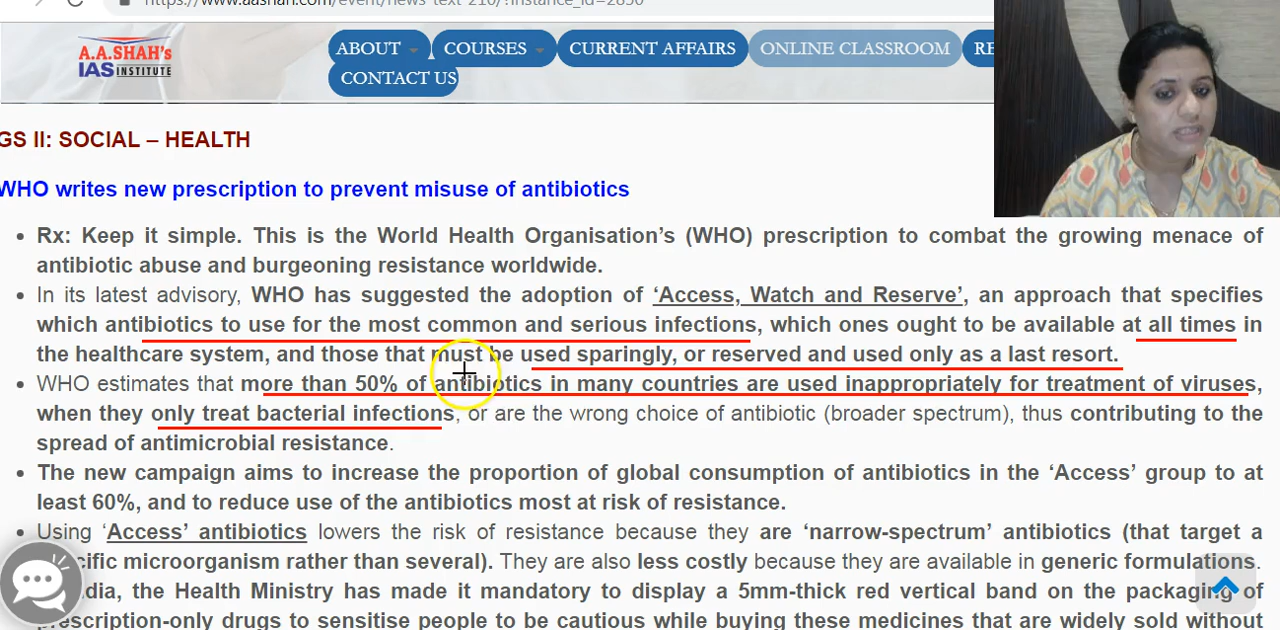 https://www.aashah.com/event/news-text-210/?instance_id=2850
A.A.SHAH's
IAS INSTITUTE
ABOUT
COURSES
CURRENT AFFAIRS
ONLINE CLASSROOM
RE
CONTACT US
GS II: SOCIAL – HEALTH
WHO writes new prescription to prevent misuse of antibiotics
• Rx: Keep it simple. This is the World Health Organisation’s (WHO) prescription to combat the growing menace of
antibiotic abuse and burgeoning resistance worldwide.
• In its latest advisory, WHO has suggested the adoption of ‘Access, Watch and Reserve’, an approach that specifies
which antibiotics to use for the most common and serious infections, which ones ought to be available at all times in
the healthcare system, and those that must be used sparingly, or reserved and used only as a last resort.
• WHO estimates that more than 50% of antibiotics in many countries are used inappropriately for treatment of viruses,
when they only treat bacterial infections, or are the wrong choice of antibiotic (broader spectrum), thus contributing to the
spread of antimicrobial resistance.
• The new campaign aims to increase the proportion of global consumption of antibiotics in the ‘Access’ group to at
least 60%, and to reduce use of the antibiotics most at risk of resistance.
• Using ‘Access’ antibiotics lowers the risk of resistance because they are ‘narrow-spectrum’ antibiotics (that target a
ific microorganism rather than several). They are also less costly because they are available in generic formulations.
dia, the Health Ministry has made it mandatory to display a 5mm-thick red vertical band on the packaging of
prescription-only drugs to sensitise people to be cautious while buying these medicines that are widely sold without